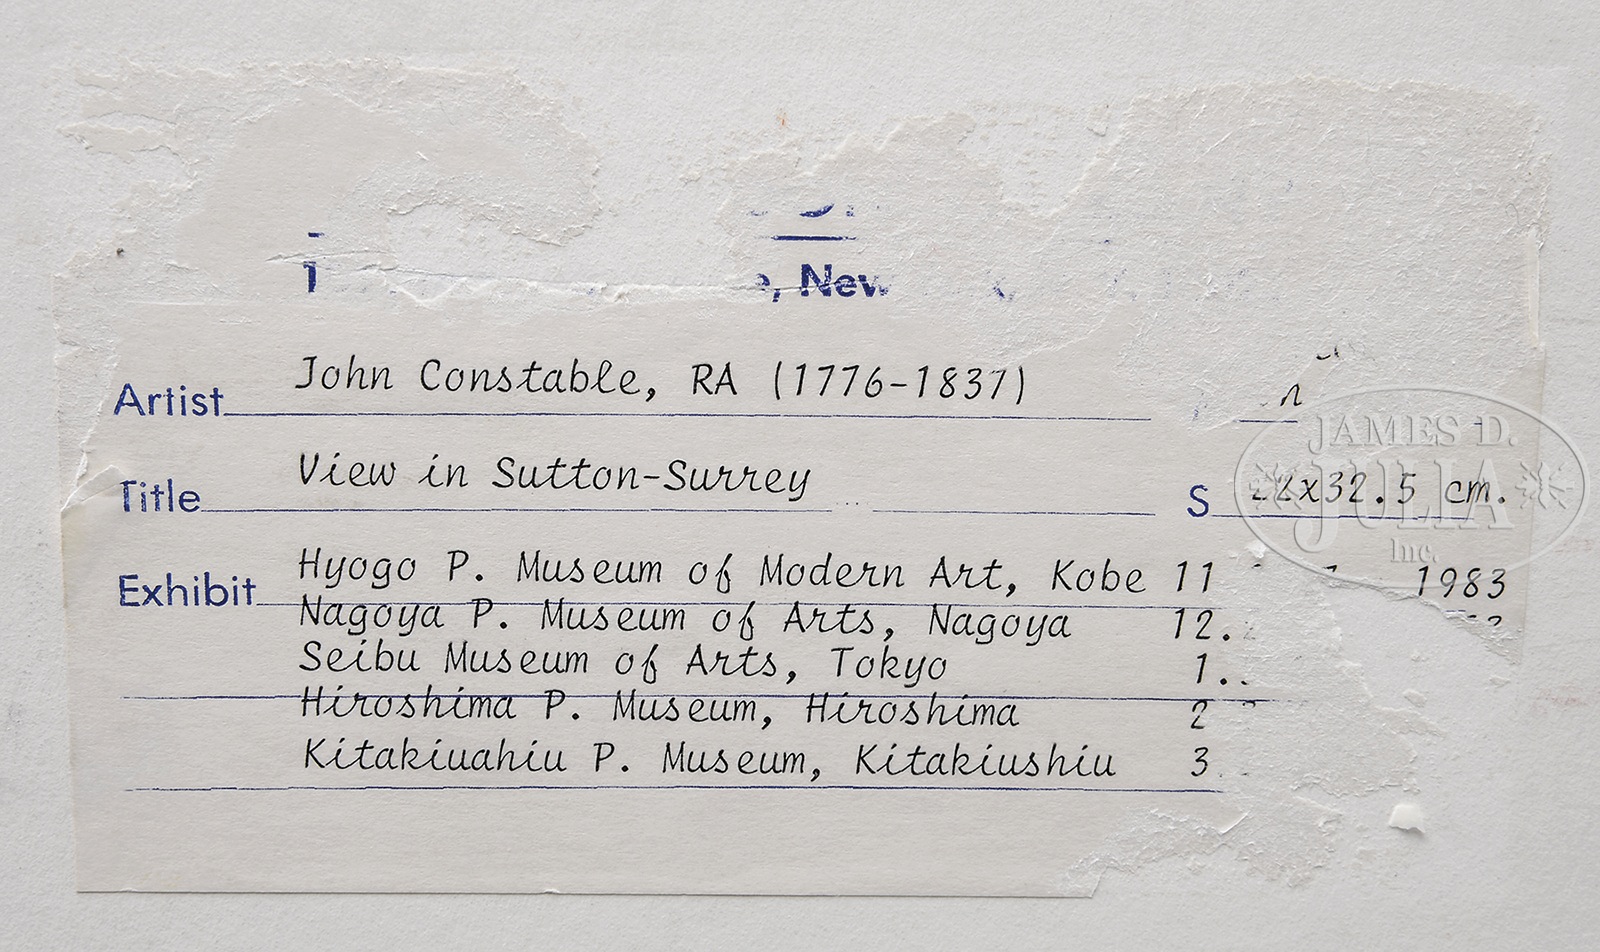 , New
Artist John Constable, RA (1776-1837)
Title View in Sutton-Surrey S 22x32.5 cm.
Exhibit Hyogo P. Museum of Modern Art, Kobe 11 1983
Nagoya P. Museum of Arts, Nagoya 12.
Seibu Museum of Arts, Tokyo 1..
Hiroshima P. Museum, Hiroshima 2
Kitakiuahiu P. Museum, Kitakiushiu 3.
JAMES D.
JULIA
Inc.